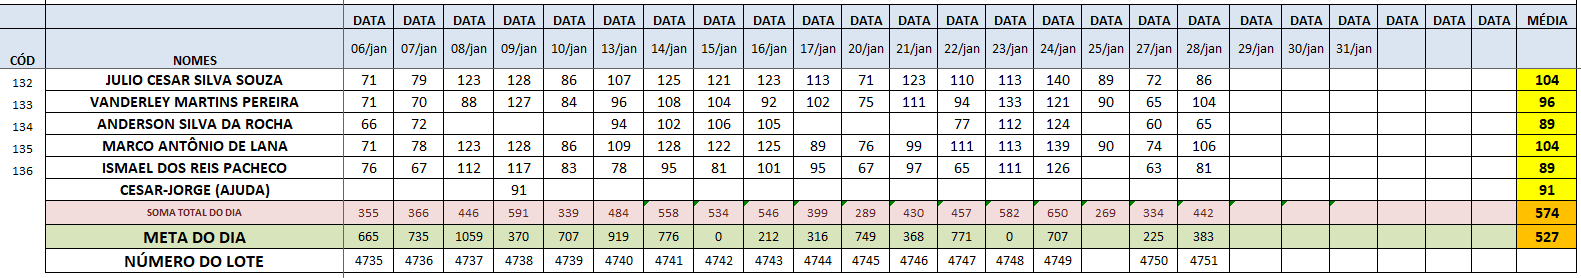 DATA DATA DATA DATA DATA DATA DATA DATA DATA DATA DATA DATA DATA DATA DATA DATA DATA DATA DATA DATA DATA DATA DATA DATA MÉDIA
CÓD NOMES 06/jan 07/jan 08/jan 09/jan 10/jan 13/jan 14/jan 15/jan 16/jan 17/jan 20/jan 21/jan 22/jan 23/jan 24/jan 25/jan 27/jan 28/jan 29/jan 30/jan 31/jan
132 JULIO CESAR SILVA SOUZA 71 79 123 128 86 107 125 121 123 113 71 123 110 113 140 89 72 86 104
133 VANDERLEY MARTINS PEREIRA 71 70 88 127 84 96 108 104 92 102 75 111 94 133 121 90 65 104 96
134 ANDERSON SILVA DA ROCHA 66 72 94 102 106 105 77 112 124 60 65 89
135 MARCO ANTÔNIO DE LANA 71 78 123 128 86 109 128 122 125 89 76 99 111 113 139 90 74 106 104
136 ISMAEL DOS REIS PACHECO 76 67 112 117 83 78 95 81 101 95 67 97 65 111 126 63 81 89
CESAR-JORGE (AJUDA) 91 91
SOMA TOTAL DO DIA 355 366 446 591 339 484 558 534 546 399 289 430 457 582 650 269 334 442 574
META DO DIA 665 735 1059 370 707 919 776 0 212 316 749 368 771 0 707 225 383 527
NÚMERO DO LOTE 4735 4736 4737 4738 4739 4740 4741 4742 4743 4744 4745 4746 4747 4748 4749 4750 4751